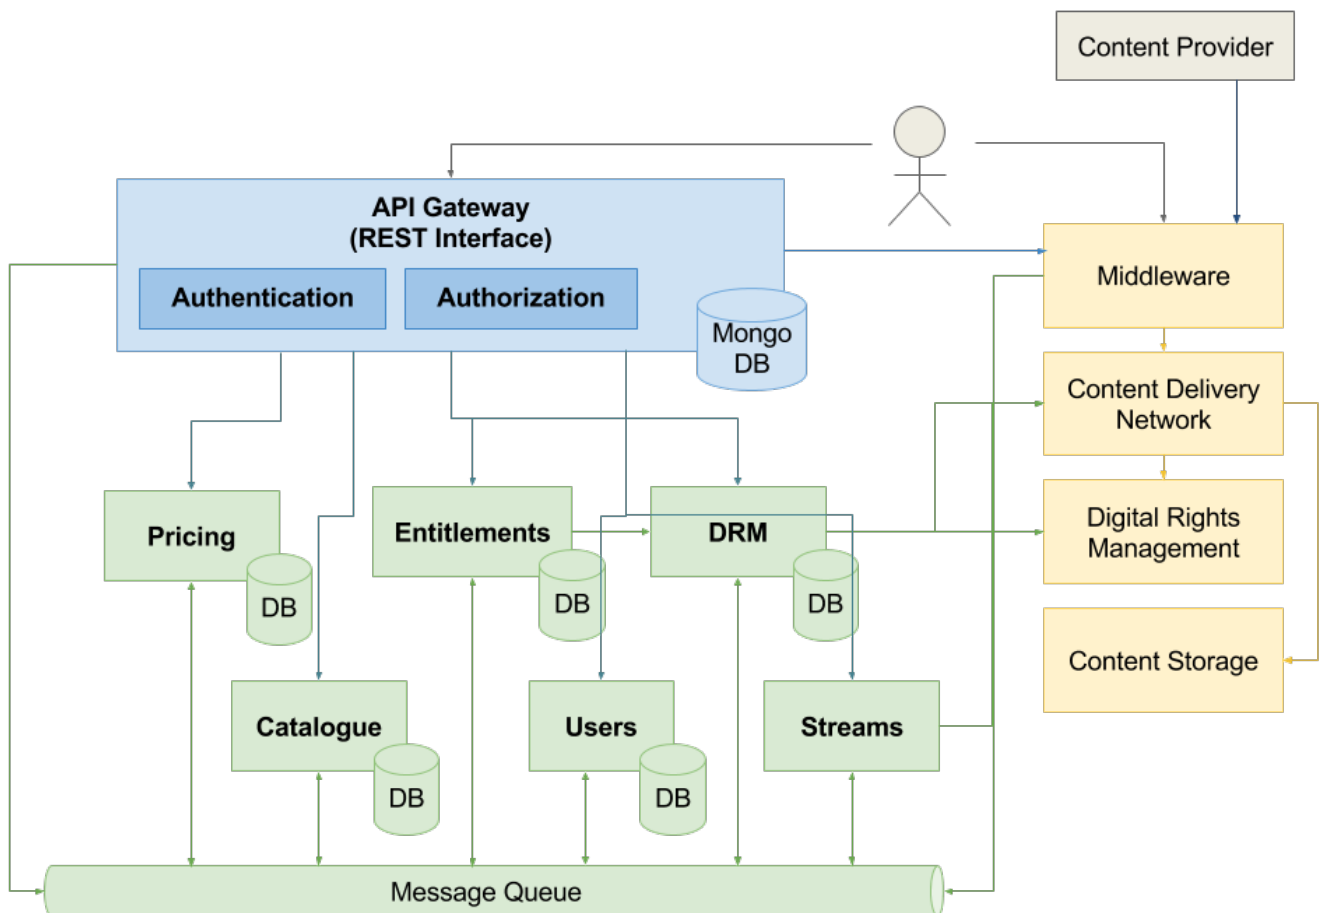 Content Provider
API Gateway
(REST Interface)
Authentication
Authorization
Mongo
DB
Middleware
Content Delivery
Network
Pricing
DB
Entitlements
DB
DRM
DB
Digital Rights
Management
Content Storage
Catalogue
DB
Users
DB
Streams
Message Queue